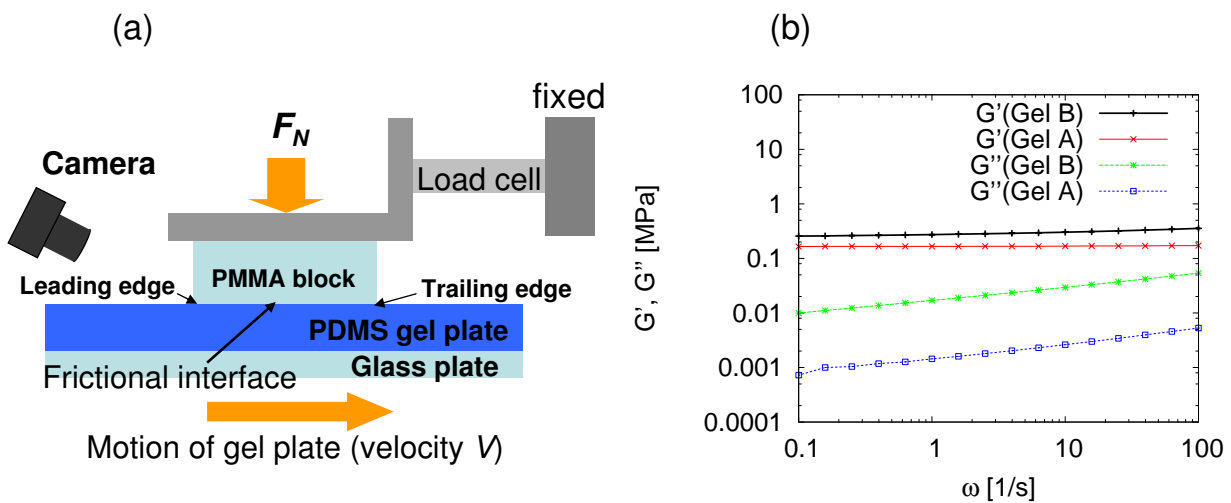 (a)
fixed
F_N
Camera
Load cell
PMMA block
Leading edge
Trailing edge
PDMS gel plate
Glass plate
Frictional interface
Motion of gel plate (velocity V)
(b)
100
10
1
0.1
0.01
0.001
0.0001
G', G'' [MPa]
G'(Gel B)
G'(Gel A)
G''(Gel B)
G''(Gel A)
0.1
1
10
100
ω [1/s]